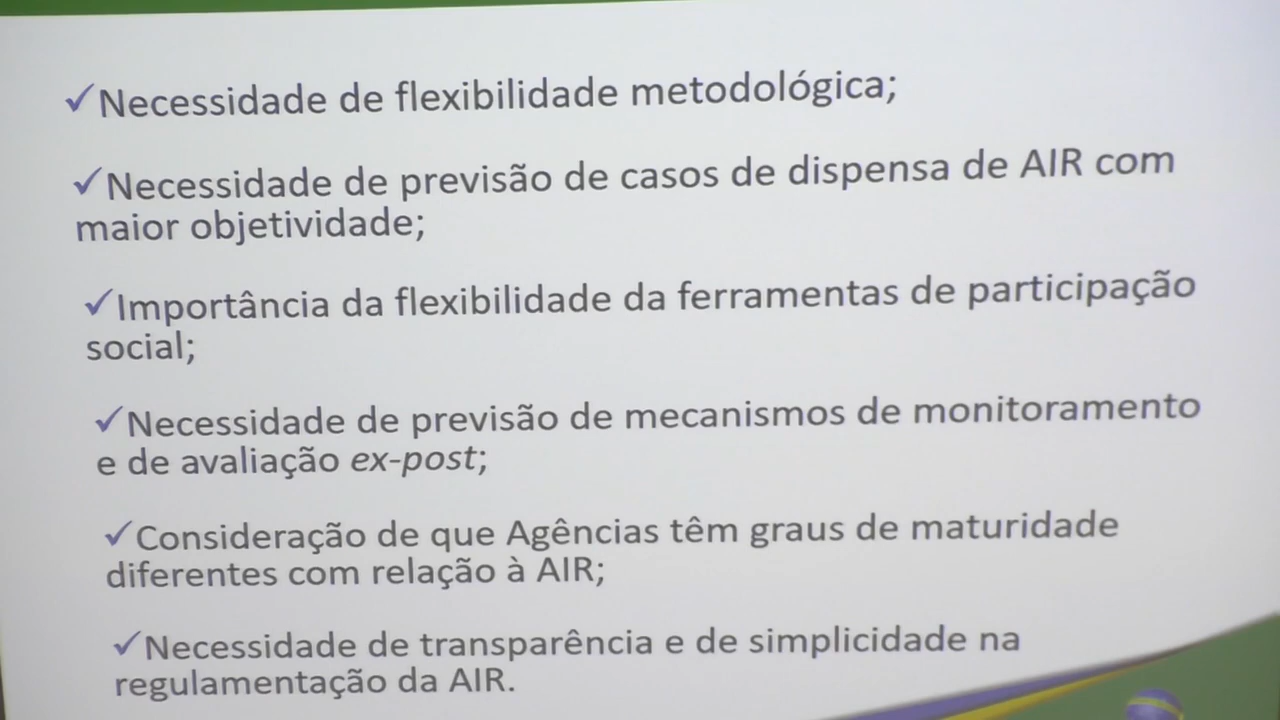 ✓Necessidade de flexibilidade metodológica;
✓Necessidade de previsão de casos de dispensa de AIR com
maior objetividade;
✓Importância da flexibilidade da ferramentas de participação
social;
✓Necessidade de previsão de mecanismos de monitoramento
e de avaliação ex-post;
✓Consideração de que Agências têm graus de maturidade
diferentes com relação à AIR;
✓Necessidade de transparência e de simplicidade na
regulamentação da AIR.